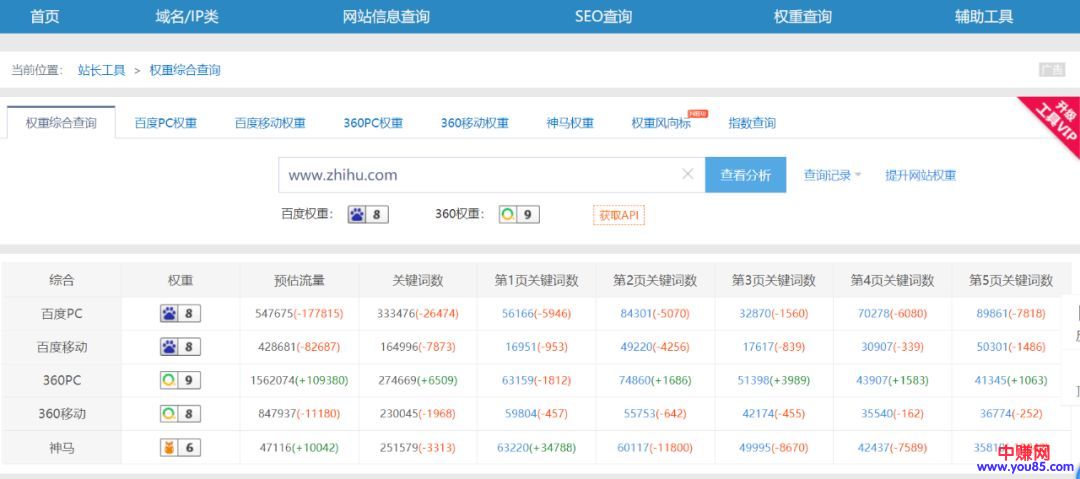 首页 域名/IP类 网站信息查询 SEO查询 权重查询 辅助工具
当前位置： 站长工具 > 权重综合查询 广告
权重综合查询 百度PC权重 百度移动权重 360PC权重 360移动权重 神马权重 权重风向标 NEW 指数查询
升级
工具VIP
www.zhihu.com 查看分析 查询记录 提升网站权重
百度权重： 8 360权重： 9 获取API
综合 权重 预估流量 关键词数 第1页关键词数 第2页关键词数 第3页关键词数 第4页关键词数 第5页关键词数
百度PC 8 547675(-177815) 333476(-26474) 56166(-5946) 84301(-5070) 32870(-1560) 70278(-6080) 89861(-7818)
百度移动 8 428681(-82687) 164996(-7873) 16951(-953) 49220(-4256) 17617(-839) 30907(-339) 50301(-1486)
360PC 9 1562074(+109380) 274669(+6509) 63159(-1812) 74860(+1686) 51398(+3989) 43907(+1583) 41345(+1063)
360移动 8 847937(-11180) 230045(-1968) 59804(-457) 55753(-642) 42174(-455) 35540(-162) 36774(-252)
神马 6 47116(+10042) 251579(-3313) 63220(+34788) 60117(-11800) 49995(-8670) 42437(-7589)
中赚网
www.you85.com